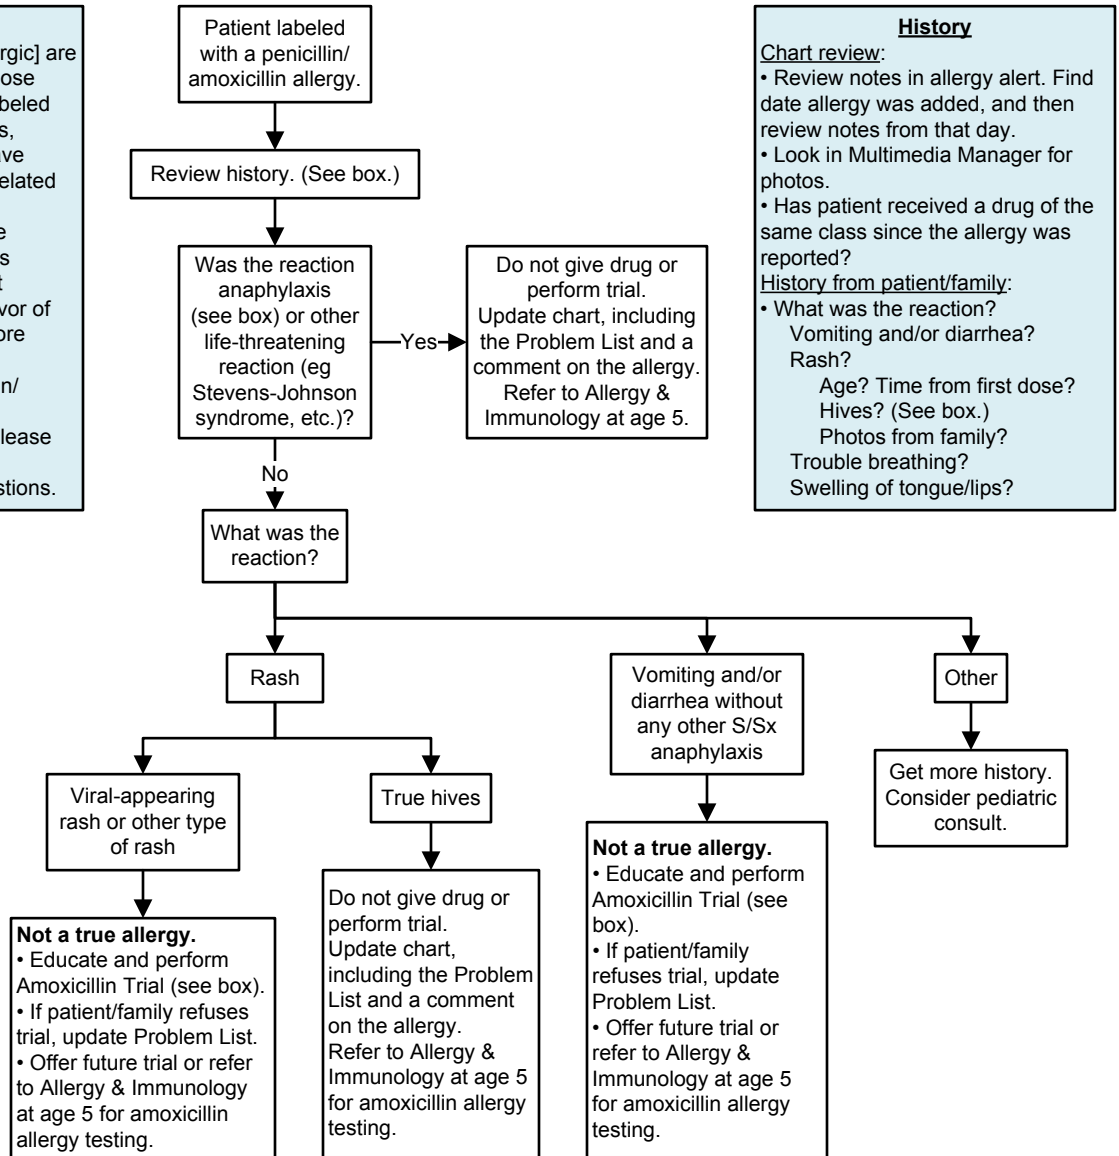 rgic] are
ose
beled
s,
ave
elated
e
s
t
vor of
ore
n/
lease
stions.
Patient labeled
with a penicillin/
amoxicillin allergy.
Review history. (See box.)
Was the reaction
anaphylaxis
(see box) or other
life-threatening
reaction (eg
Stevens-Johnson
syndrome, etc.)?
Yes
Do not give drug or
perform trial.
Update chart, including
the Problem List and a
comment on the allergy.
Refer to Allergy &
Immunology at age 5.
History
Chart review:
• Review notes in allergy alert. Find
date allergy was added, and then
review notes from that day.
• Look in Multimedia Manager for
photos.
• Has patient received a drug of the
same class since the allergy was
reported?
History from patient/family:
• What was the reaction?
Vomiting and/or diarrhea?
Rash?
Age? Time from first dose?
Hives? (See box.)
Photos from family?
Trouble breathing?
Swelling of tongue/lips?
No
What was the
reaction?
Rash
Vomiting and/or
diarrhea without
any other S/Sx
anaphylaxis
Other
Viral-appearing
rash or other type
of rash
True hives
Get more history.
Consider pediatric
consult.
Not a true allergy.
• Educate and perform
Amoxicillin Trial (see box).
• If patient/family refuses
trial, update Problem List.
• Offer future trial or refer
to Allergy & Immunology
at age 5 for amoxicillin
allergy testing.
Do not give drug or
perform trial.
Update chart,
including the Problem
List and a comment
on the allergy.
Refer to Allergy &
Immunology at age 5
for amoxicillin allergy
testing.
Not a true allergy.
• Educate and perform
Amoxicillin Trial (see
box).
• If patient/family
refuses trial, update
Problem List.
• Offer future trial or
refer to Allergy &
Immunology at age 5
for amoxicillin allergy
testing.